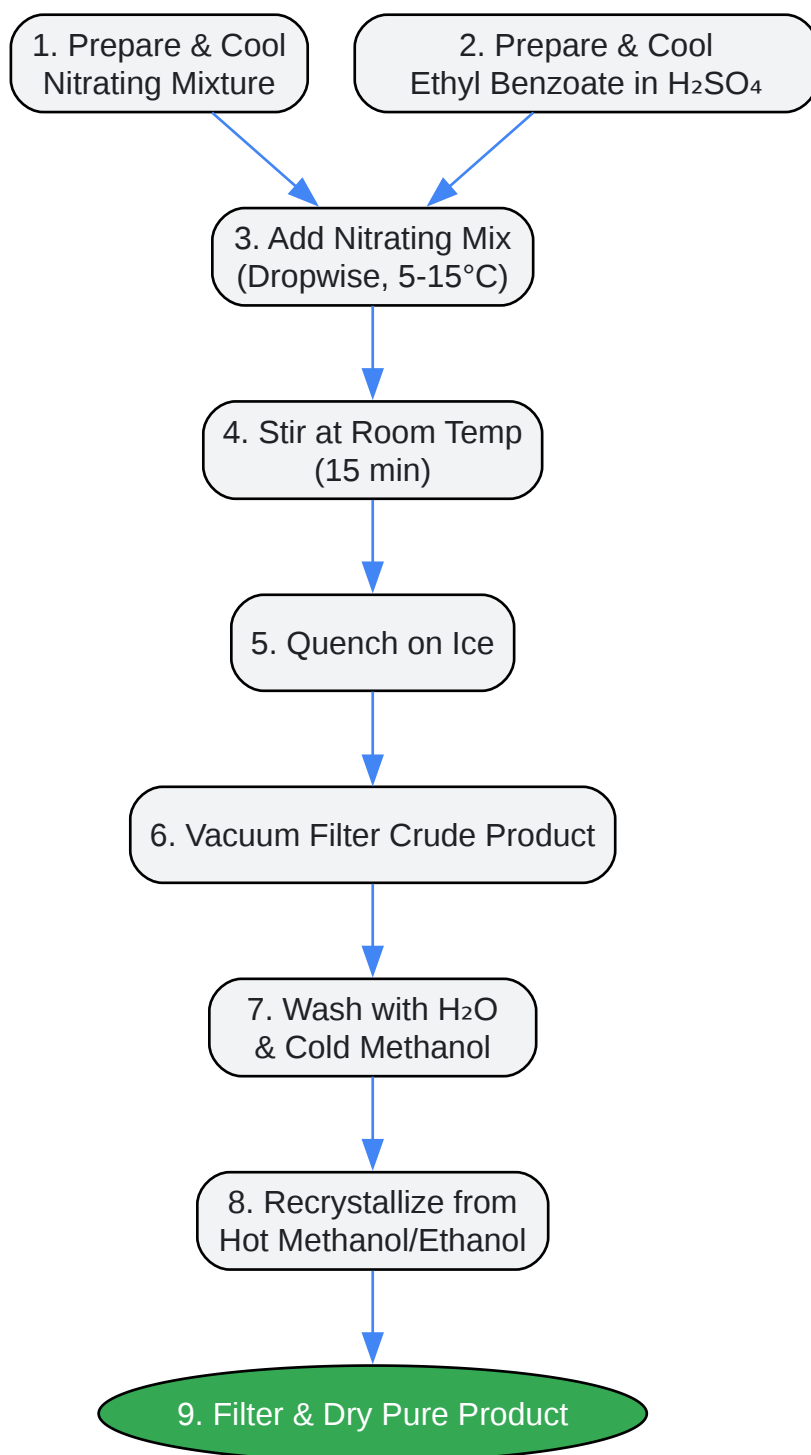 1. Prepare & Cool
Nitrating Mixture
2. Prepare & Cool
Ethyl Benzoate in H₂SO₄
3. Add Nitrating Mix
(Dropwise, 5-15°C)
4. Stir at Room Temp
(15 min)
5. Quench on Ice
6. Vacuum Filter Crude Product
7. Wash with H₂O
& Cold Methanol
8. Recrystallize from
Hot Methanol/Ethanol
9. Filter & Dry Pure Product